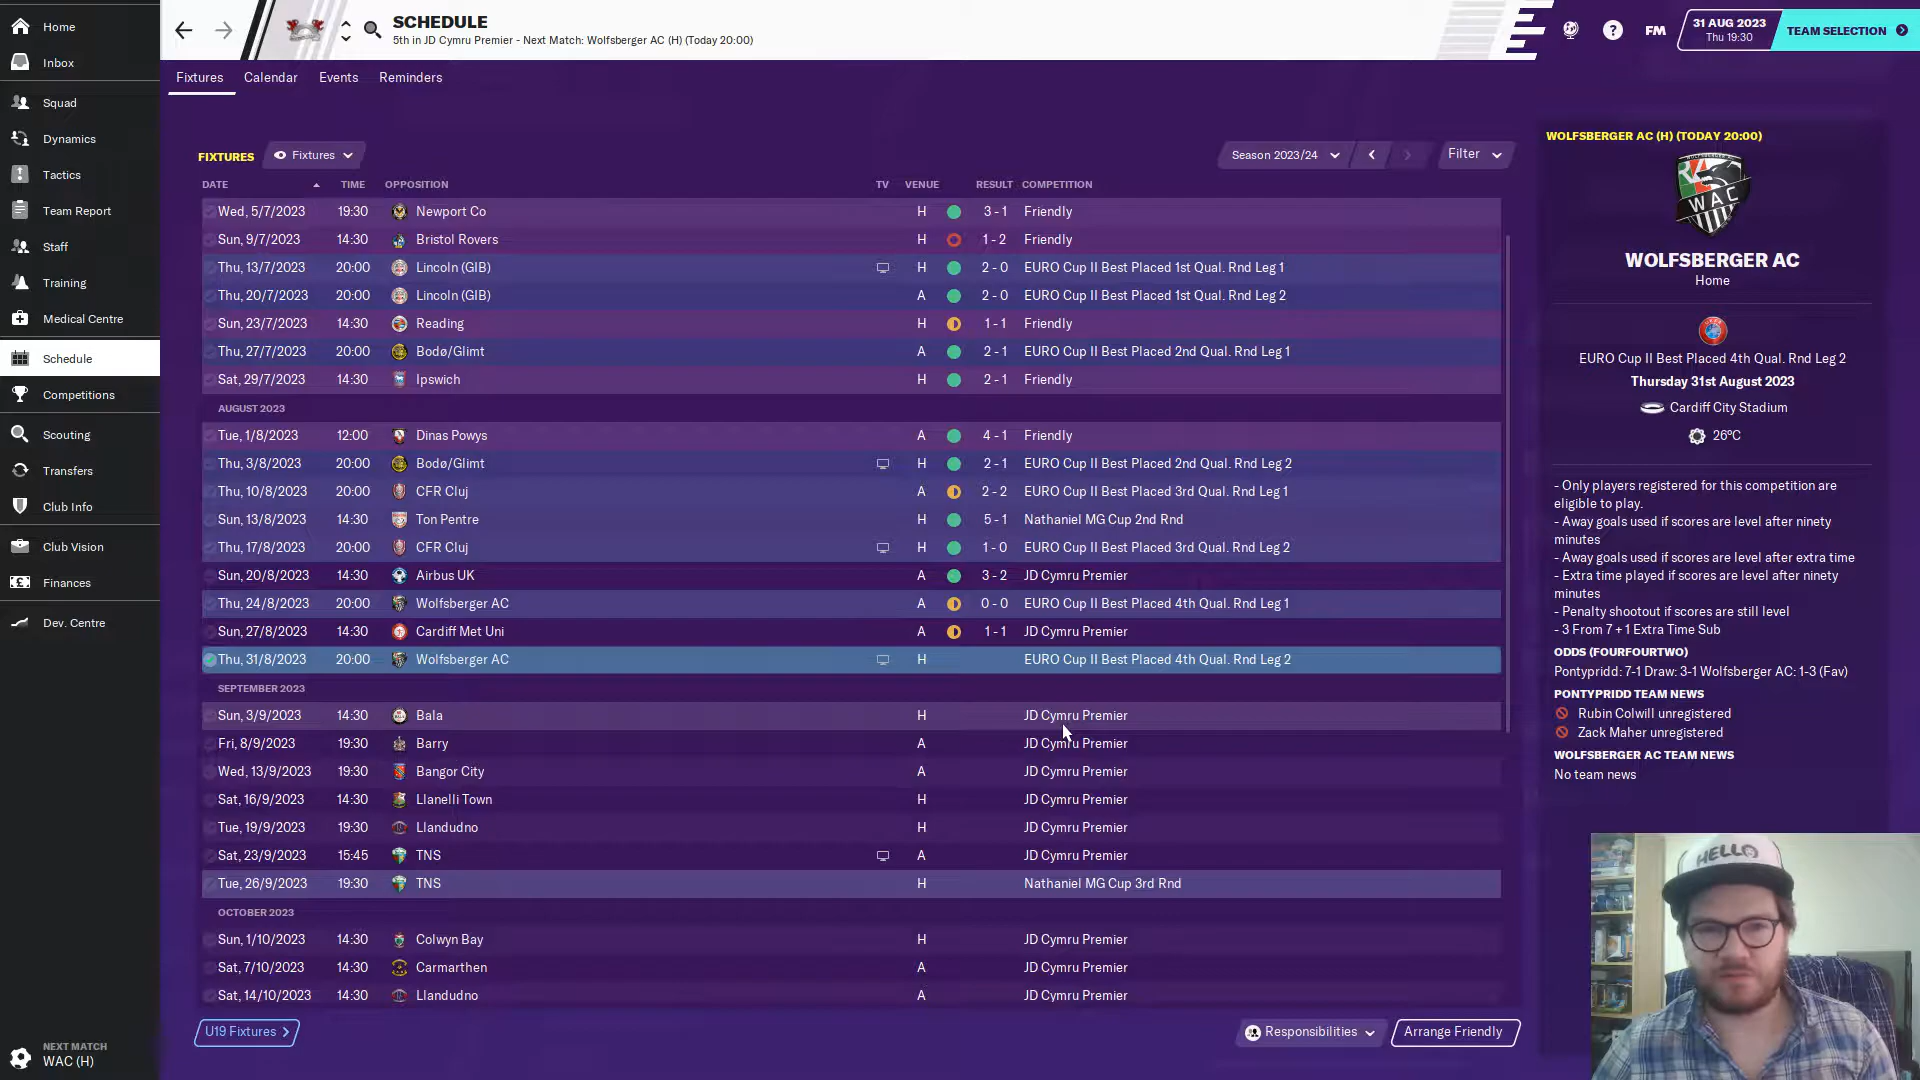 Home
Inbox
Squad
Dynamics
Tactics
Team Report
Staff
Training
Medical Centre
Schedule
Competitions
Scouting
Transfers
Club Info
Club Vision
Finances
Dev. Centre
NEXT MATCH
WAC (H)
SCHEDULE
5th in JD Cymru Premier - Next Match: Wolfsberger AC (H) (Today 20:00)
? FM
31 AUG 2023
Thu 19:30
TEAM SELECTION
Fixtures Calendar Events Reminders
FIXTURES Fixtures Season 2023/24 Filter
DATE TIME OPPOSITION TV VENUE RESULT COMPETITION
Wed, 5/7/2023 19:30 Newport Co H 3 - 1 Friendly
Sun, 9/7/2023 14:30 Bristol Rovers H 1 - 2 Friendly
Thu, 13/7/2023 20:00 Lincoln (GIB) H 2 - 0 EURO Cup II Best Placed 1st Qual. Rnd Leg 1
Thu, 20/7/2023 20:00 Lincoln (GIB) A 2 - 0 EURO Cup II Best Placed 1st Qual. Rnd Leg 2
Sun, 23/7/2023 14:30 Reading H 1 - 1 Friendly
Thu, 27/7/2023 20:00 Bodø/Glimt A 2 - 1 EURO Cup II Best Placed 2nd Qual. Rnd Leg 1
Sat, 29/7/2023 14:30 Ipswich H 2 - 1 Friendly
AUGUST 2023
Tue, 1/8/2023 12:00 Dinas Powys A 4 - 1 Friendly
Thu, 3/8/2023 20:00 Bodø/Glimt H 2 - 1 EURO Cup II Best Placed 2nd Qual. Rnd Leg 2
Thu, 10/8/2023 20:00 CFR Cluj A 2 - 2 EURO Cup II Best Placed 3rd Qual. Rnd Leg 1
Sun, 13/8/2023 14:30 Ton Pentre H 5 - 1 Nathaniel MG Cup 2nd Rnd
Thu, 17/8/2023 20:00 CFR Cluj H 1 - 0 EURO Cup II Best Placed 3rd Qual. Rnd Leg 2
Sun, 20/8/2023 14:30 Airbus UK A 3 - 2 JD Cymru Premier
Thu, 24/8/2023 20:00 Wolfsberger AC A 0 - 0 EURO Cup II Best Placed 4th Qual. Rnd Leg 1
Sun, 27/8/2023 14:30 Cardiff Met Uni A 1 - 1 JD Cymru Premier
Thu, 31/8/2023 20:00 Wolfsberger AC H EURO Cup II Best Placed 4th Qual. Rnd Leg 2
SEPTEMBER 2023
Sun, 3/9/2023 14:30 Bala H JD Cymru Premier
Fri, 8/9/2023 19:30 Barry A JD Cymru Premier
Wed, 13/9/2023 19:30 Bangor City A JD Cymru Premier
Sat, 16/9/2023 14:30 Llanelli Town H JD Cymru Premier
Tue, 19/9/2023 19:30 Llandudno H JD Cymru Premier
Sat, 23/9/2023 15:45 TNS A JD Cymru Premier
Tue, 26/9/2023 19:30 TNS H Nathaniel MG Cup 3rd Rnd
OCTOBER 2023
Sun, 1/10/2023 14:30 Colwyn Bay H JD Cymru Premier
Sat, 7/10/2023 14:30 Carmarthen A JD Cymru Premier
Sat, 14/10/2023 14:30 Llandudno A JD Cymru Premier
U19 Fixtures Responsibilities Arrange Friendly
WOLFSBERGER AC (H) (TODAY 20:00)
WAC
WOLFSBERGER AC
Home
EURO Cup II Best Placed 4th Qual. Rnd Leg 2
Thursday 31st August 2023
Cardiff City Stadium
26ºC
- Only players registered for this competition are
eligible to play.
- Away goals used if scores are level after ninety
minutes
- Away goals used if scores are level after extra time
- Extra time played if scores are level after ninety
minutes
- Penalty shootout if scores are still level
- 3 From 7 + 1 Extra Time Sub
ODDS (FOURFOURTWO)
Pontypridd: 7-1 Draw: 3-1 Wolfsberger AC: 1-3 (Fav)
PONTYPRIDD TEAM NEWS
Rubin Colwill unregistered
Zack Maher unregistered
WOLFSBERGER AC TEAM NEWS
No team news
HELLO